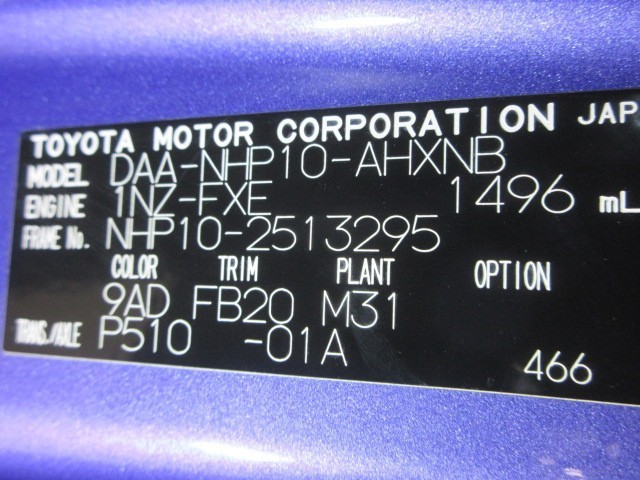 TOYOTA MOTOR CORPORATION JAP
MODEL DAA-NHP10-AHXNB
ENGINE 1NZ-FXE 1496 mL
FRAME No. NHP10-2513295
COLOR TRIM PLANT OPTION
9AD FB20 M31
TRANS./AXLE P510 -01A
466